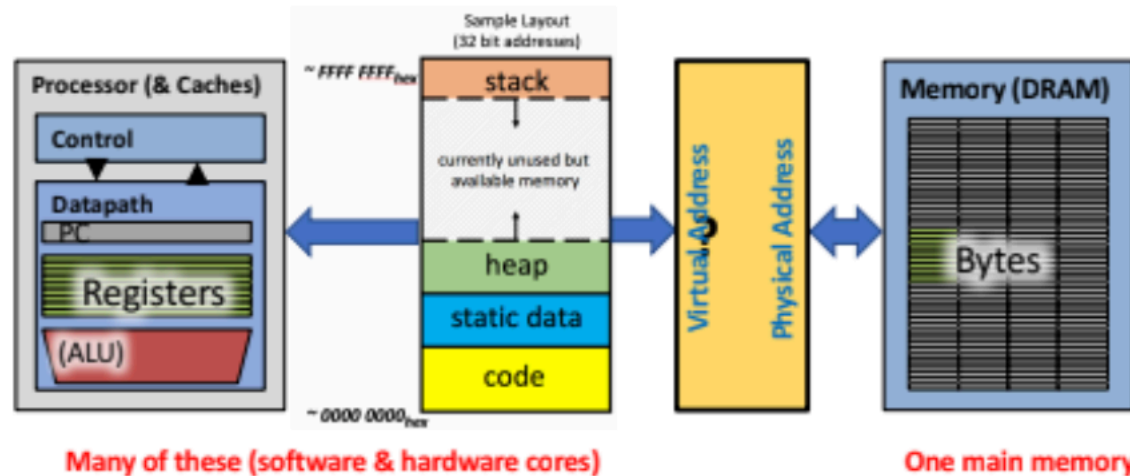 Sample Layout
(32 bit addresses)
~ FFFF FFFFhex
stack
currently unused but
available memory
heap
static data
code
~ 0000 0000hex
Processor (& Caches)
Control
Datapath
PC
Registers
(ALU)
Virtual Address
?
Physical Address
Memory (DRAM)
Bytes
Many of these (software & hardware cores)
One main memory